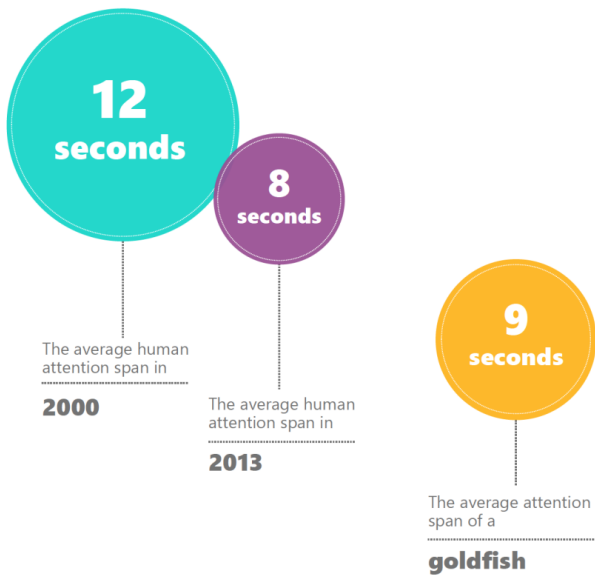 12
seconds
The average human
attention span in
2000
8
seconds
The average human
attention span in
2013
9
seconds
The average attention
span of a
goldfish